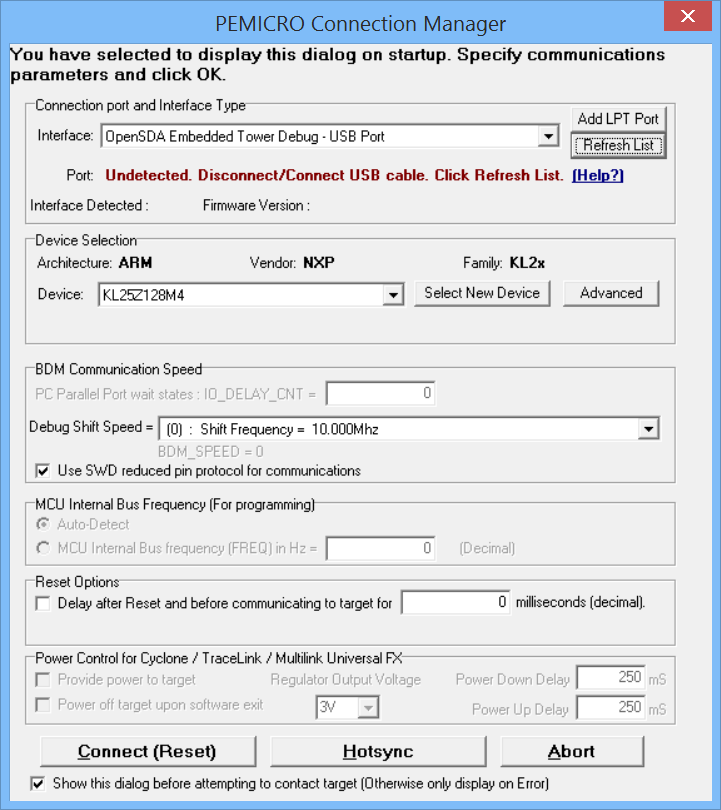 PEMICRO Connection Manager
You have selected to display this dialog on startup. Specify communications
parameters and click OK.
Connection port and Interface Type
Interface: OpenSDA Embedded Tower Debug - USB Port
Add LPT Port
Refresh List
Port: Undetected. Disconnect/Connect USB cable. Click Refresh List. (Help?)
Interface Detected : Firmware Version :
Device Selection
Architecture: ARM Vendor: NXP Family: KL2x
Device: KL25Z128M4 Select New Device Advanced
BDM Communication Speed
PC Parallel Port wait states : IO_DELAY_CNT = 0
Debug Shift Speed = (0) : Shift Frequency = 10.000Mhz
BDM_SPEED = 0
Use SWD reduced pin protocol for communications
MCU Internal Bus Frequency (For programming)
Auto-Detect
MCU Internal Bus frequency (FREQ) in Hz = 0 (Decimal)
Reset Options
Delay after Reset and before communicating to target for 0 milliseconds (decimal).
Power Control for Cyclone / TraceLink / Multilink Universal FX
Provide power to target Regulator Output Voltage Power Down Delay 250 mS
Power off target upon software exit 3V Power Up Delay 250 mS
Connect (Reset) Hotsync Abort
Show this dialog before attempting to contact target (Otherwise only display on Error)